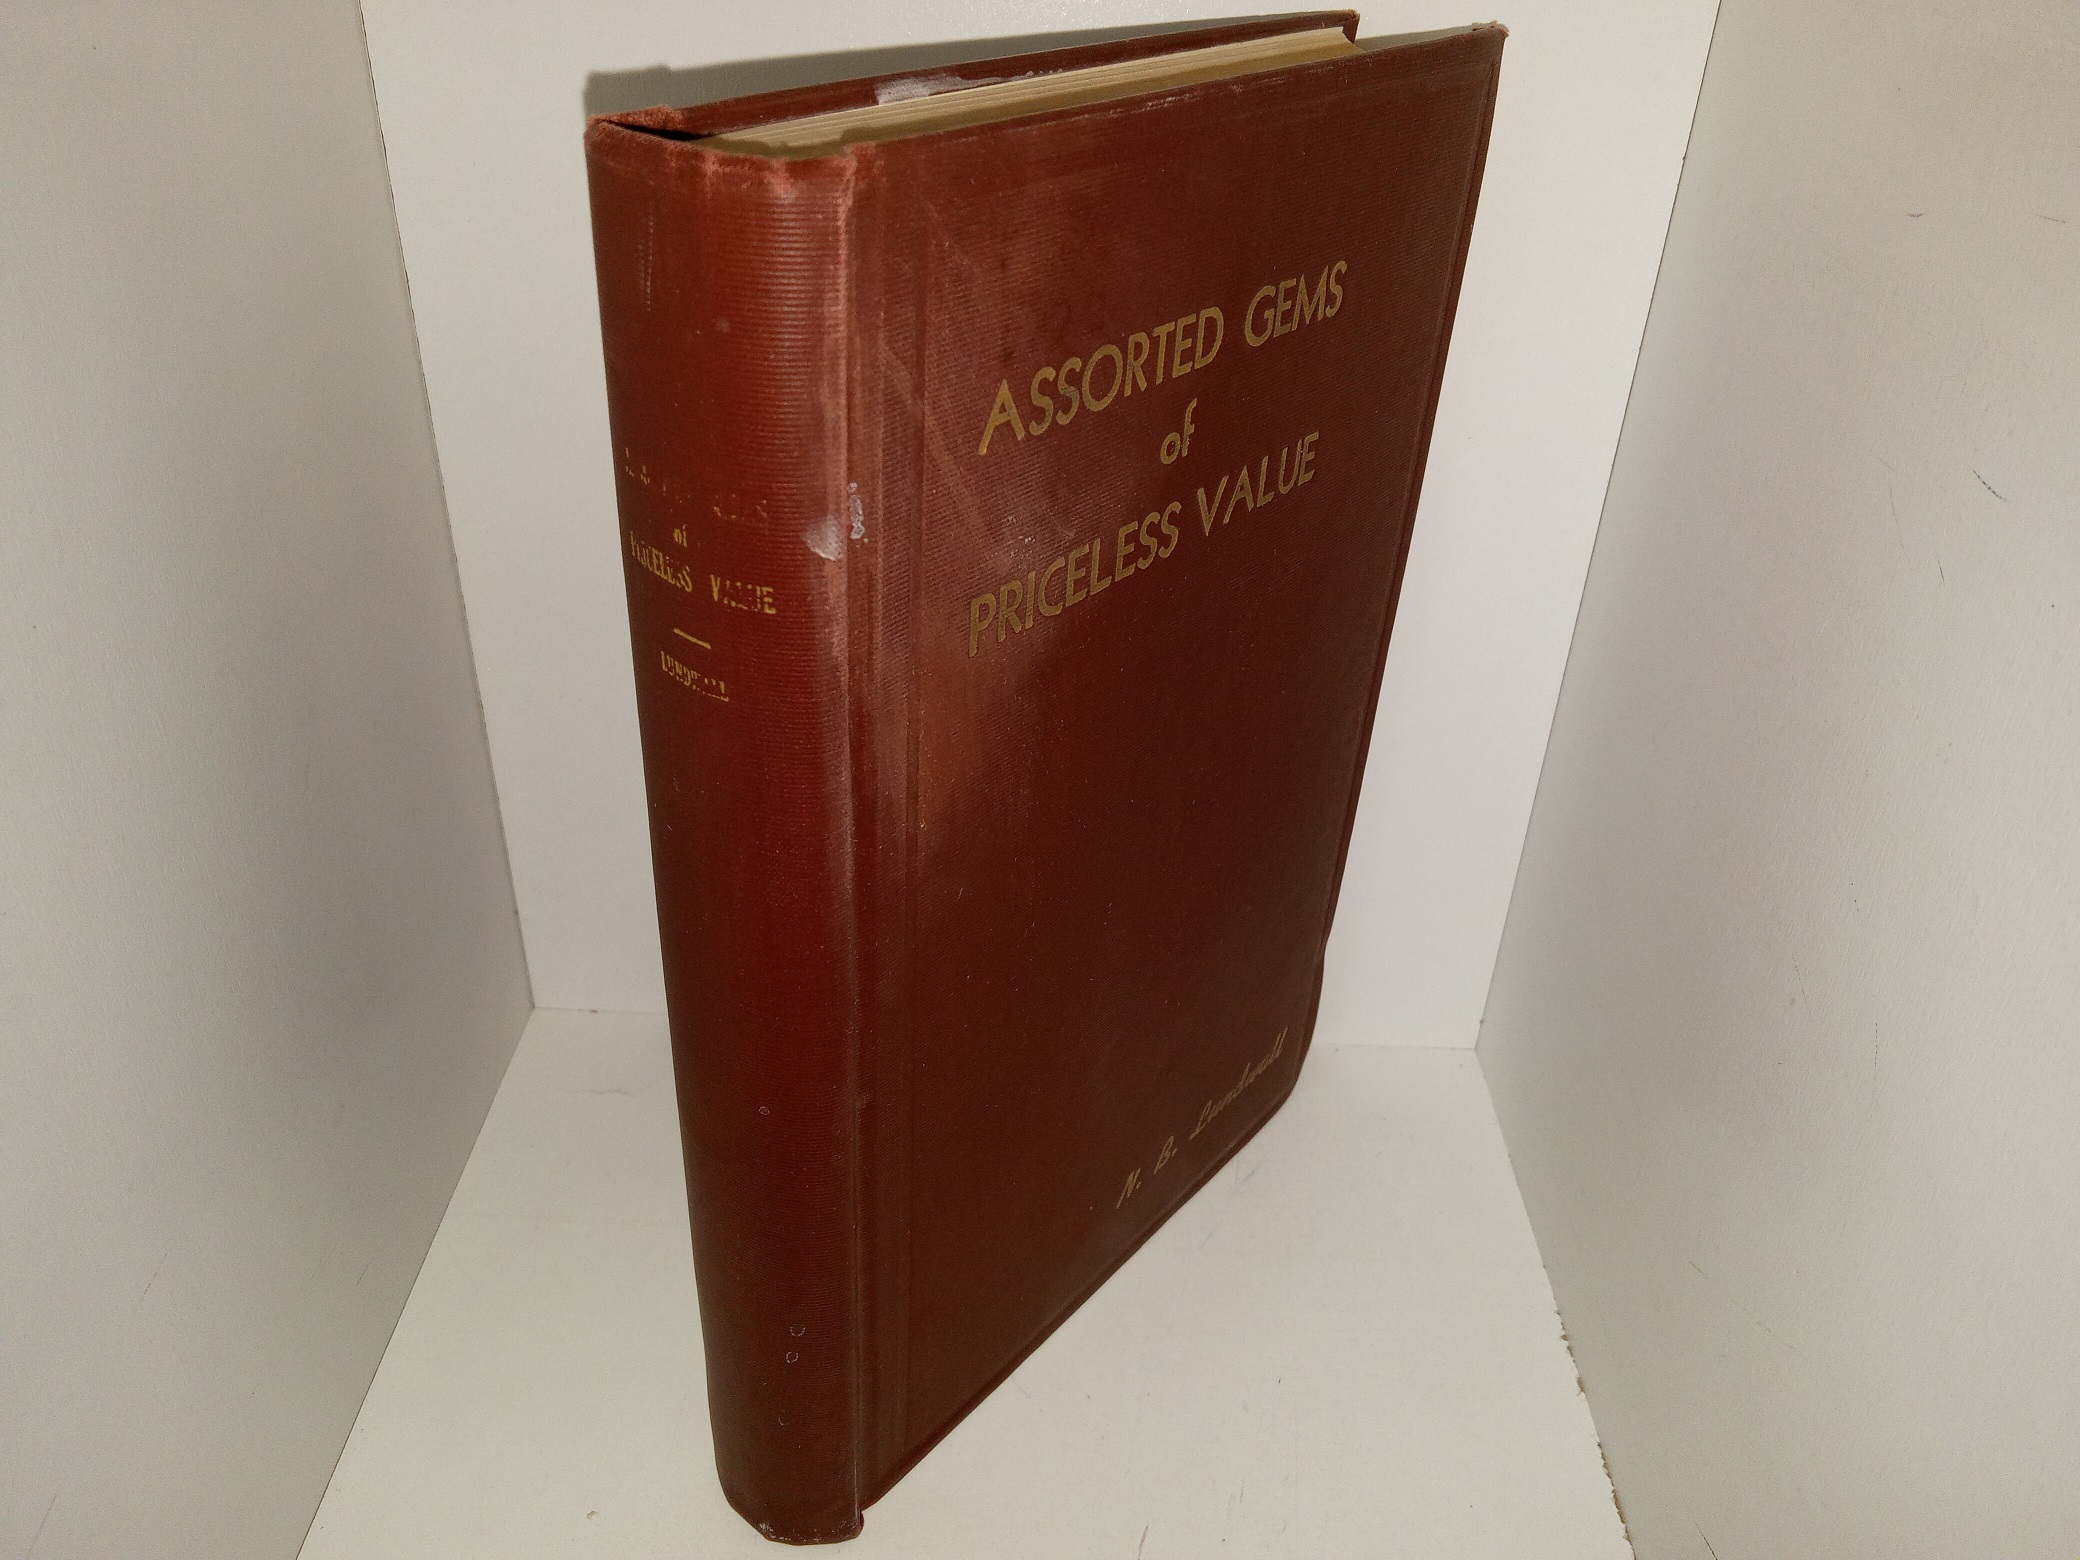 ASSORTED GEMS
of
PRICELESS VALUE
N. B. Lundwall
of
PRICELESS VALUE
LUNDWALL